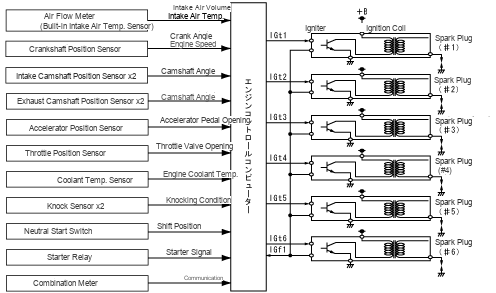 Air Flow Meter
(Built-in Intake Air Temp. Sensor)
Intake Air Volume
Intake Air Temp.
Crankshaft Position Sensor
Crank Angle
Engine Speed
Intake Camshaft Position Sensor x2
Camshaft Angle
Exhaust Camshaft Position Sensor x2
Camshaft Angle
Accelerator Position Sensor
Accelerator Pedal Opening
Throttle Position Sensor
Throttle Valve Opening
Coolant Temp. Sensor
Engine Coolant Temp.
Knock Sensor x2
Knocking Condition
Neutral Start Switch
Shift Position
Starter Relay
Starter Signal
Combination Meter
Communication
エンジンコントロールコンピューター
+B
Igniter
Ignition Coil
IGt1
Spark Plug
(#1)
IGt2
Spark Plug
(#2)
IGt3
Spark Plug
(#3)
IGt4
Spark Plug
(#4)
IGt5
Spark Plug
(#5)
IGt6
IGf1
Spark Plug
(#6)